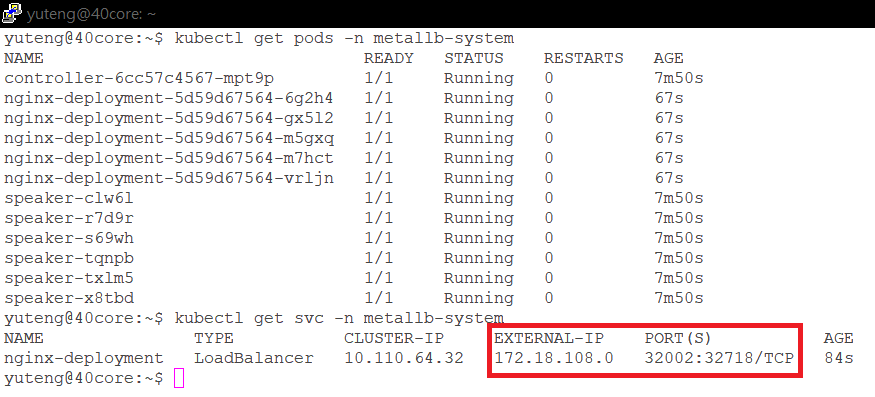 yuteng@40core: ~
yuteng@40core:~$ kubectl get pods -n metallb-system
NAME READY STATUS RESTARTS AGE
controller-6cc57c4567-mpt9p 1/1 Running 0 7m50s
nginx-deployment-5d59d67564-6g2h4 1/1 Running 0 67s
nginx-deployment-5d59d67564-gx5l2 1/1 Running 0 67s
nginx-deployment-5d59d67564-m5gxq 1/1 Running 0 67s
nginx-deployment-5d59d67564-m7hct 1/1 Running 0 67s
nginx-deployment-5d59d67564-vrljn 1/1 Running 0 67s
speaker-clw6l 1/1 Running 0 7m50s
speaker-r7d9r 1/1 Running 0 7m50s
speaker-s69wh 1/1 Running 0 7m50s
speaker-tqnpb 1/1 Running 0 7m50s
speaker-txlm5 1/1 Running 0 7m50s
speaker-x8tbd 1/1 Running 0 7m50s
yuteng@40core:~$ kubectl get svc -n metallb-system
NAME TYPE CLUSTER-IP EXTERNAL-IP PORT(S) AGE
nginx-deployment LoadBalancer 10.110.64.32 172.18.108.0 32002:32718/TCP 84s
yuteng@40core:~$